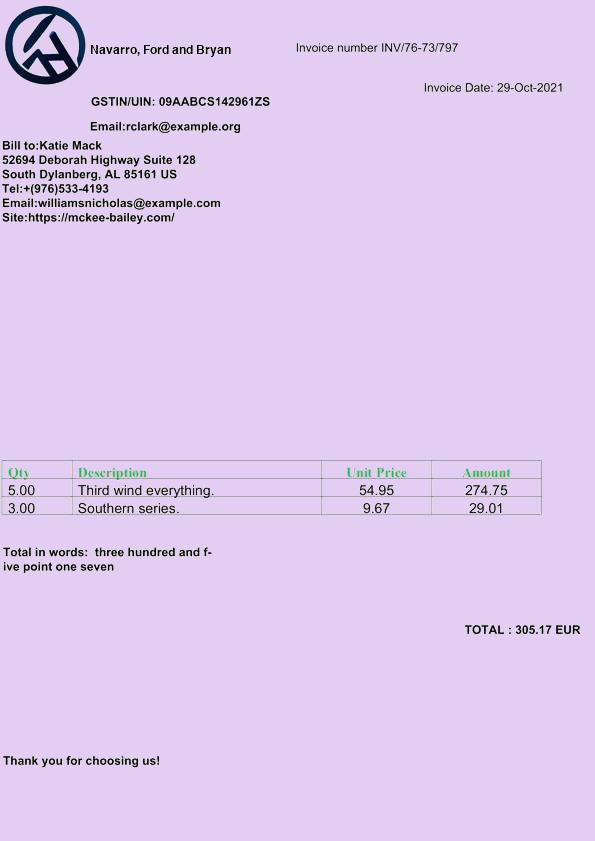 Navarro, Ford and Bryan
Invoice number INV/76-73/797
Invoice Date: 29-Oct-2021
GSTIN/UIN: 09AABCS142961ZS
Email:rclark@example.org
Bill to:Katie Mack
52694 Deborah Highway Suite 128
South Dylanberg, AL 85161 US
Tel:+(976)533-4193
Email:williamsnicholas@example.com
Site:https://mckee-bailey.com/
Qty Description Unit Price Amount
5.00 Third wind everything. 54.95 274.75
3.00 Southern series. 9.67 29.01
Total in words: three hundred and f-
ive point one seven
TOTAL : 305.17 EUR
Thank you for choosing us!